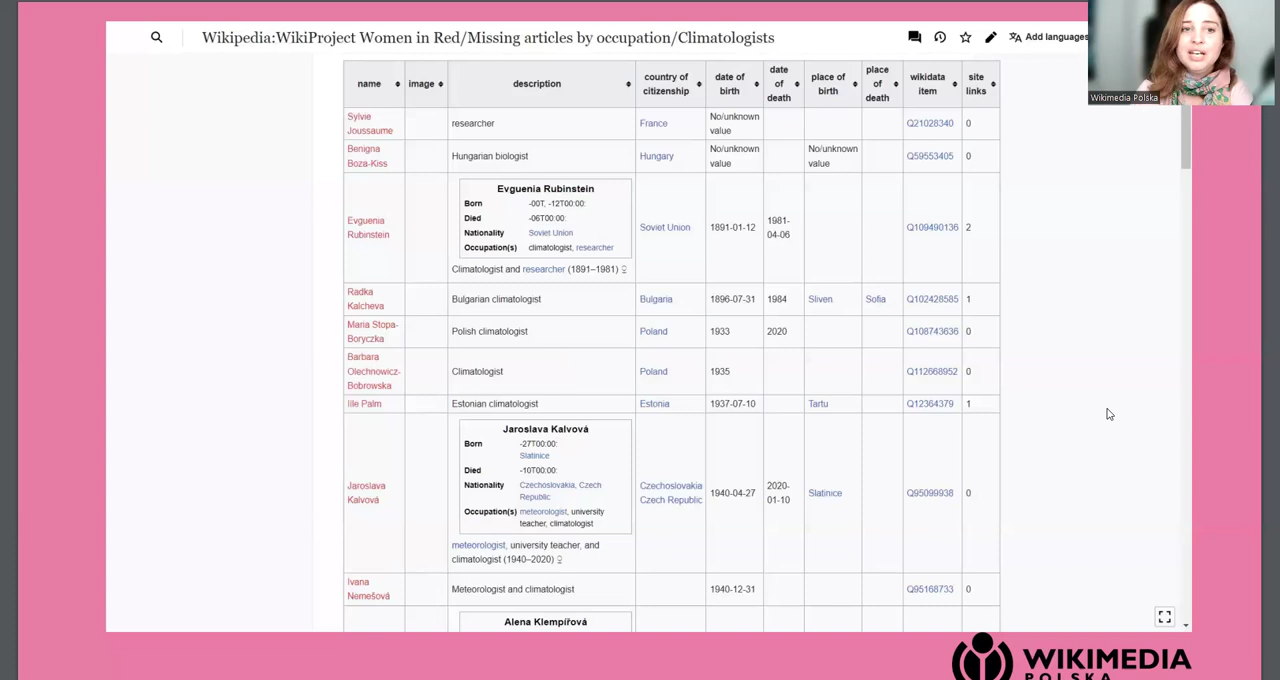 Wikipedia:WikiProject Women in Red/Missing articles by occupation/Climatologists
Add languages
Wikimedia Polska
name image description country of citizenship date of birth date of death place of birth place of death wikidata item site links
Sylvie Joussaume researcher France No/unknown value Q21028340 0
Benigna Boza-Kiss Hungarian biologist Hungary No/unknown value No/unknown value Q59553405 0
Evguenia Rubinstein
Evguenia Rubinstein
Born -00T, -12T00:00:
Died -06T00:00:
Nationality Soviet Union
Occupation(s) climatologist, researcher
Climatologist and researcher (1891–1981) ♀
Soviet Union 1891-01-12 1981-04-06 Q109490136 2
Radka Kalcheva Bulgarian climatologist Bulgaria 1896-07-31 1984 Sliven Sofia Q102428585 1
Maria Stopa-Boryczka Polish climatologist Poland 1933 2020 Q108743636 0
Barbara Olechnowicz-Bobrowska Climatologist Poland 1935 Q112668952 0
Ille Palm Estonian climatologist Estonia 1937-07-10 Tartu Q12364379 1
Jaroslava Kalvová
Jaroslava Kalvová
Born -27T00:00:
Slatinice
Died -10T00:00:
Nationality Czechoslovakia, Czech
Republic
Occupation(s) meteorologist, university
teacher, climatologist
meteorologist, university teacher, and
climatologist (1940–2020) ♀
Czechoslovakia Czech Republic 1940-04-27 2020-01-10 Slatinice Q95099938 0
Ivana Nemešová Meteorologist and climatologist 1940-12-31 Q95168733 0
Alena Klempířová
WIKIMEDIA
POLSKA